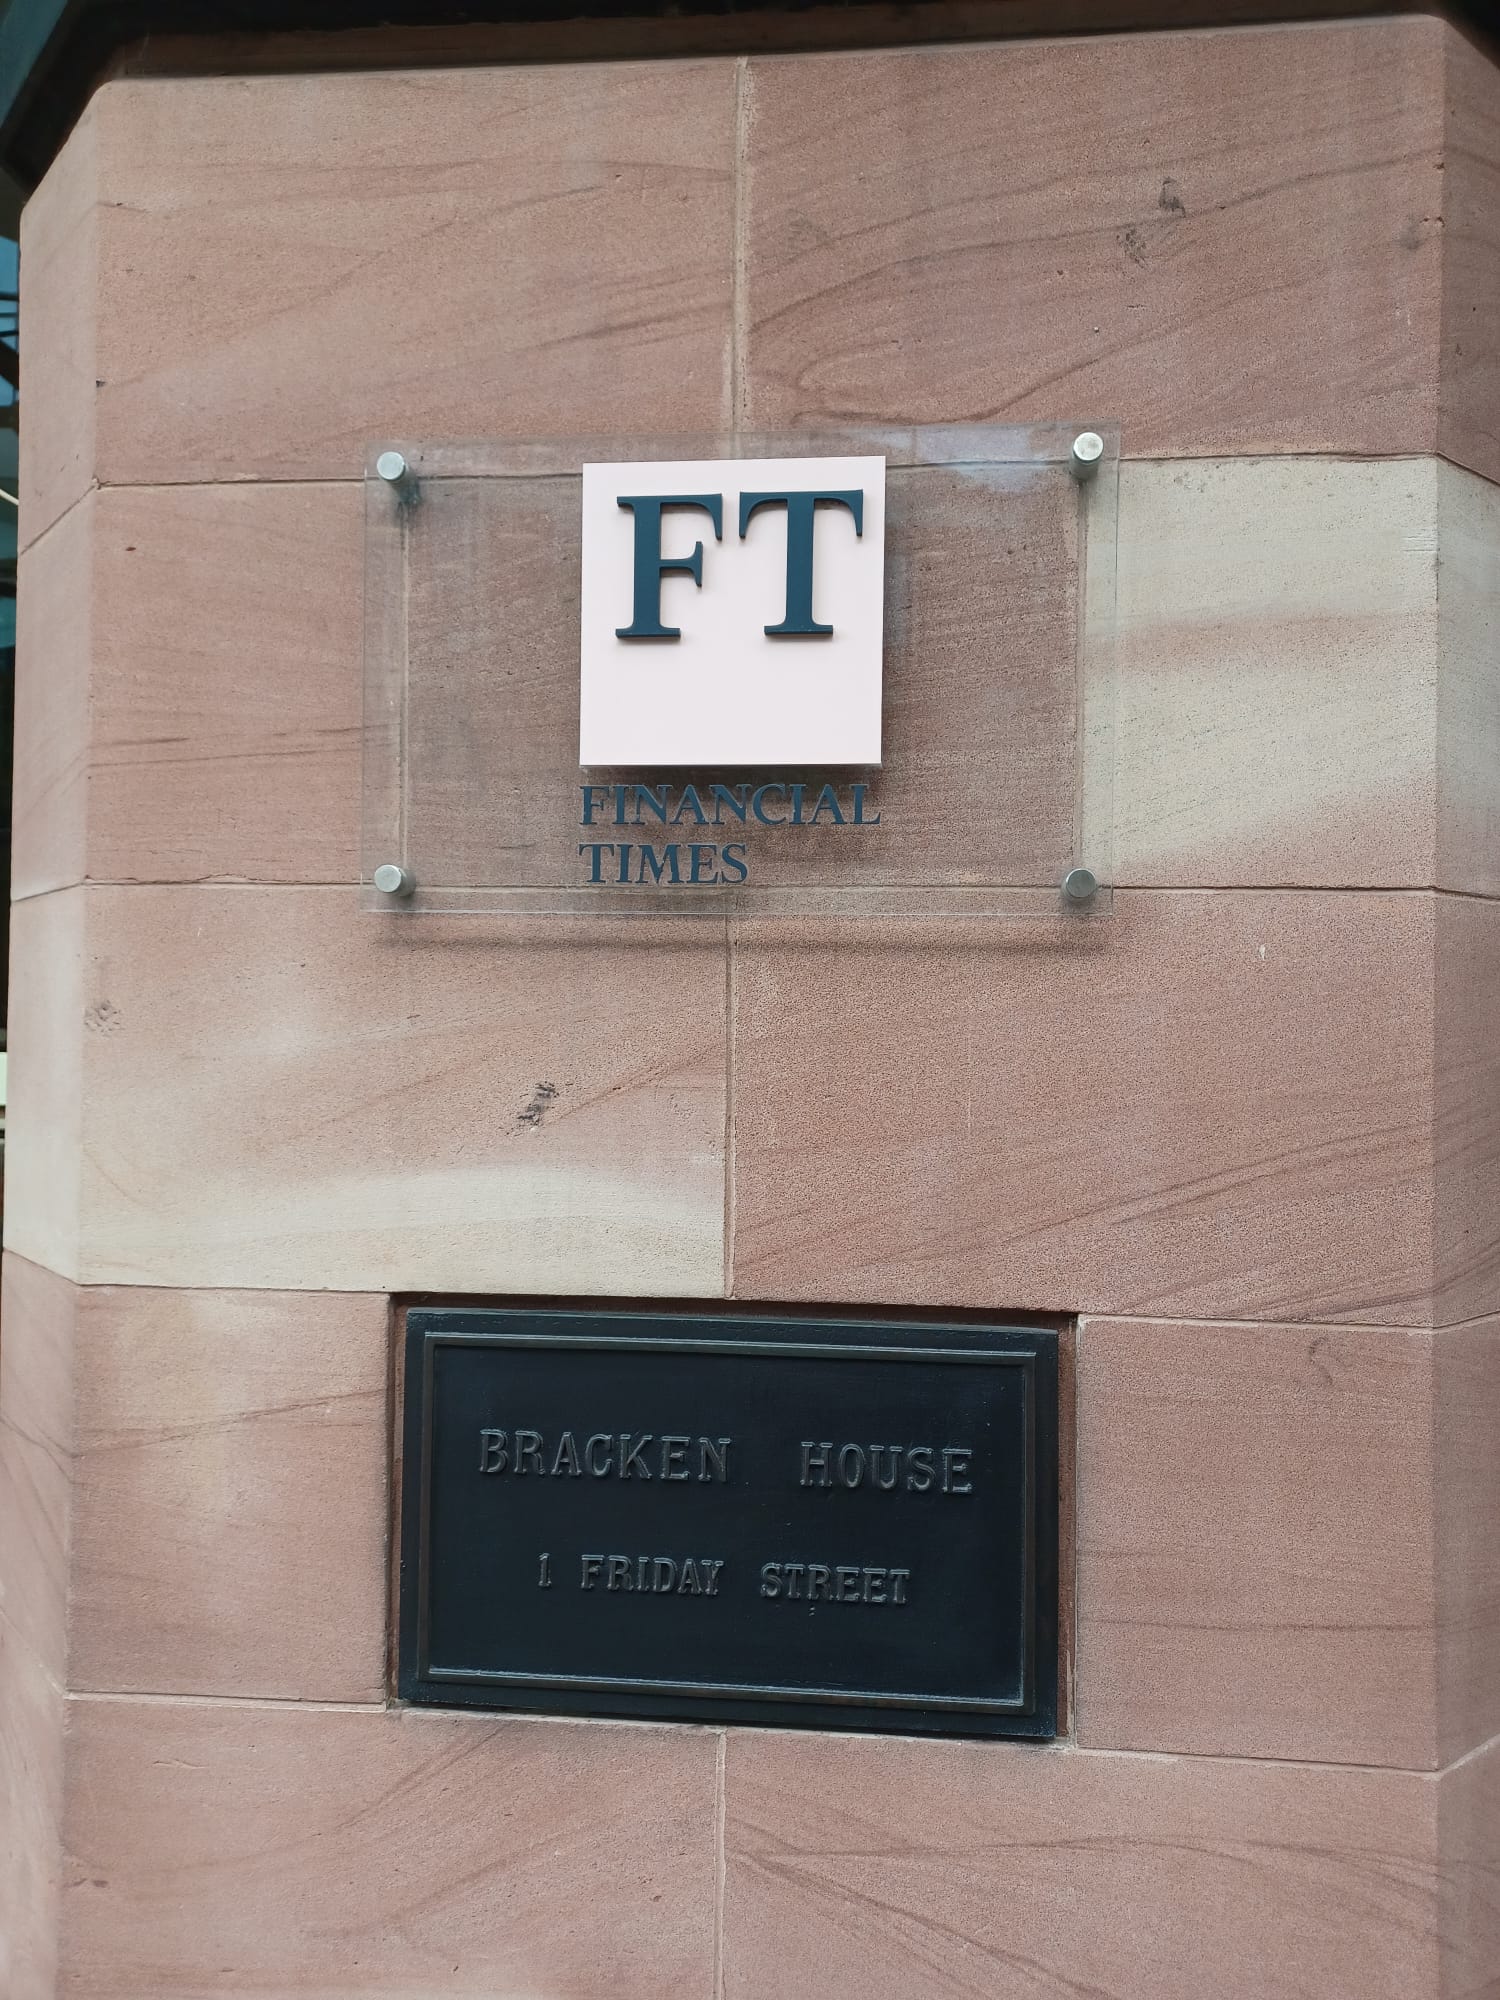 FT
FINANCIAL
TIMES
BRACKEN HOUSE
1 FRIDAY STREET